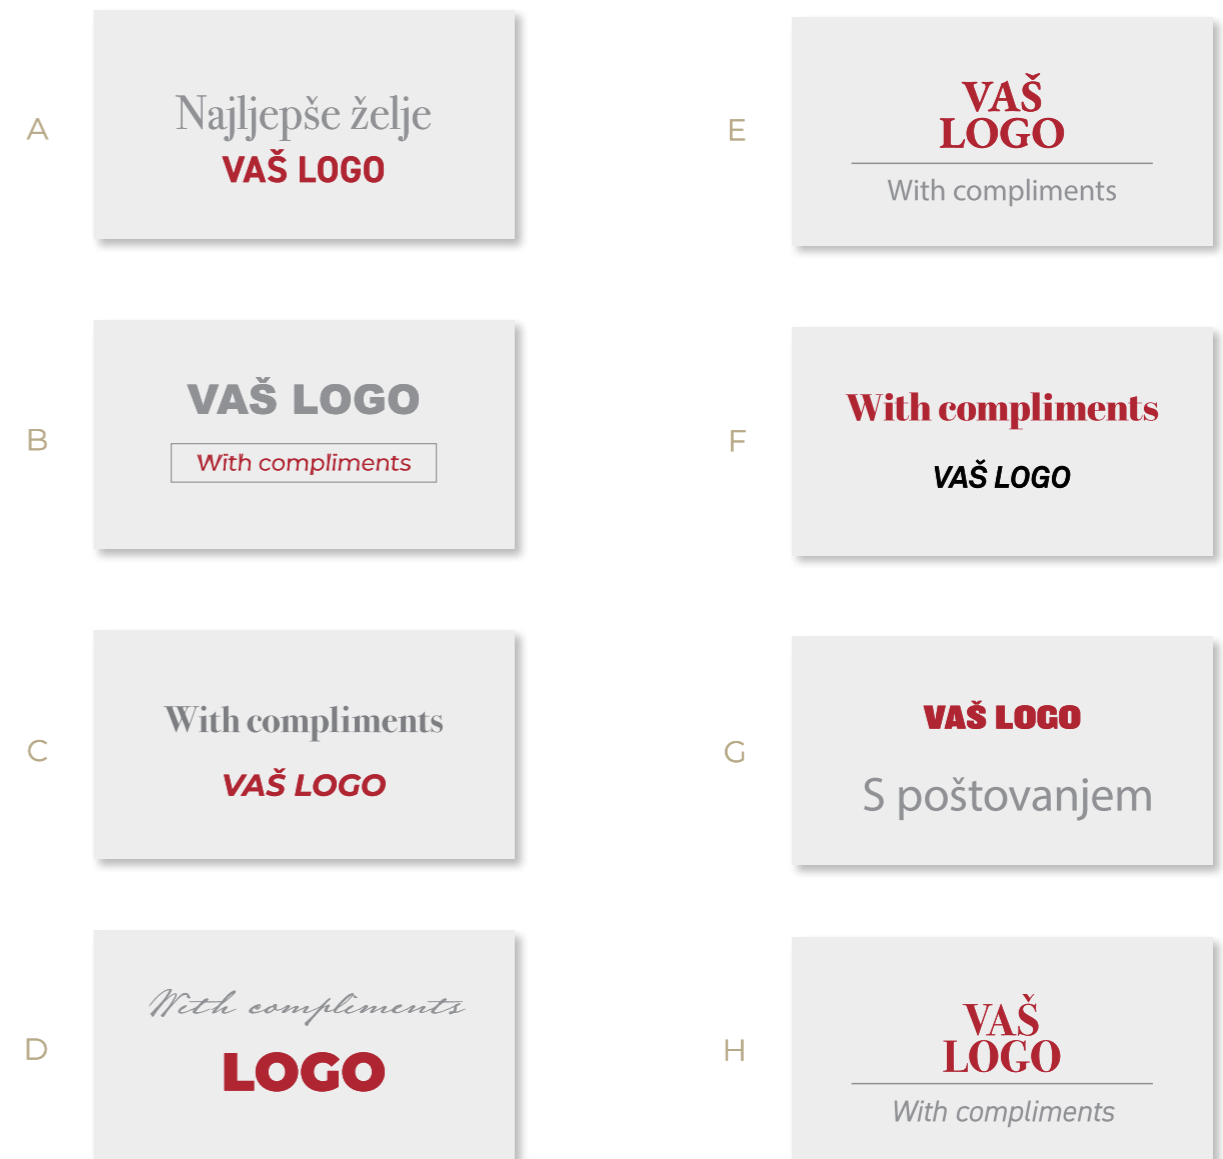 A
Najljepše želje
VAŠ LOGO
B
VAŠ LOGO
With compliments
C
With compliments
VAŠ LOGO
D
With compliments
LOGO
E
VAŠ
LOGO
With compliments
F
With compliments
VAŠ LOGO
G
VAŠ LOGO
S poštovanjem
H
VAŠ
LOGO
With compliments